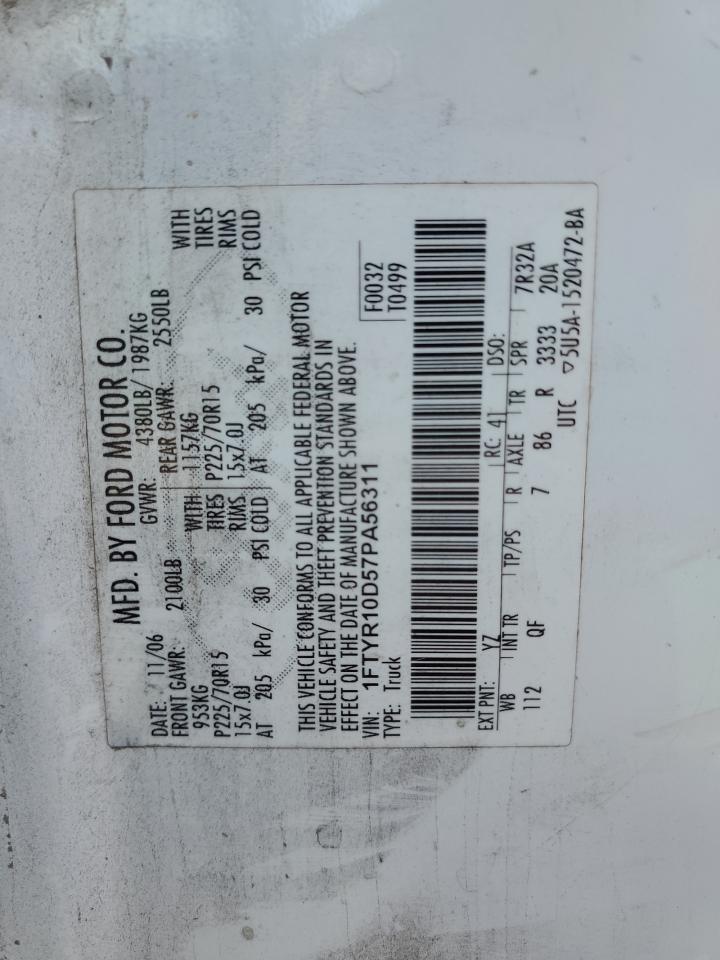 MFD. BY FORD MOTOR CO.
DATE: 11/06 GVWR: 4380LB/ 1987KG
FRONT GAWR: 2100LB REAR GAWR: 2550LB
953KG WITH 1157KG WITH
P225/70R15 TIRES P225/70R15 TIRES
15x7.0J RIMS 15x7.0J RIMS
AT 205 kPa/ 30 PSI COLD AT 205 kPa/ 30 PSI COLD
THIS VEHICLE CONFORMS TO ALL APPLICABLE FEDERAL MOTOR
VEHICLE SAFETY AND THEFT PREVENTION STANDARDS IN
EFFECT ON THE DATE OF MANUFACTURE SHOWN ABOVE.
VIN: 1FTYR10D57PA56311 F0032
TYPE: Truck T0499
EXT PNT: YZ RC: 41 DSO:
WB INT TR TP/PS R AXLE TR SPR 7R32A
112 QF 7 86 R 3333 20A
UTC ▽5U5A-1520472-BA